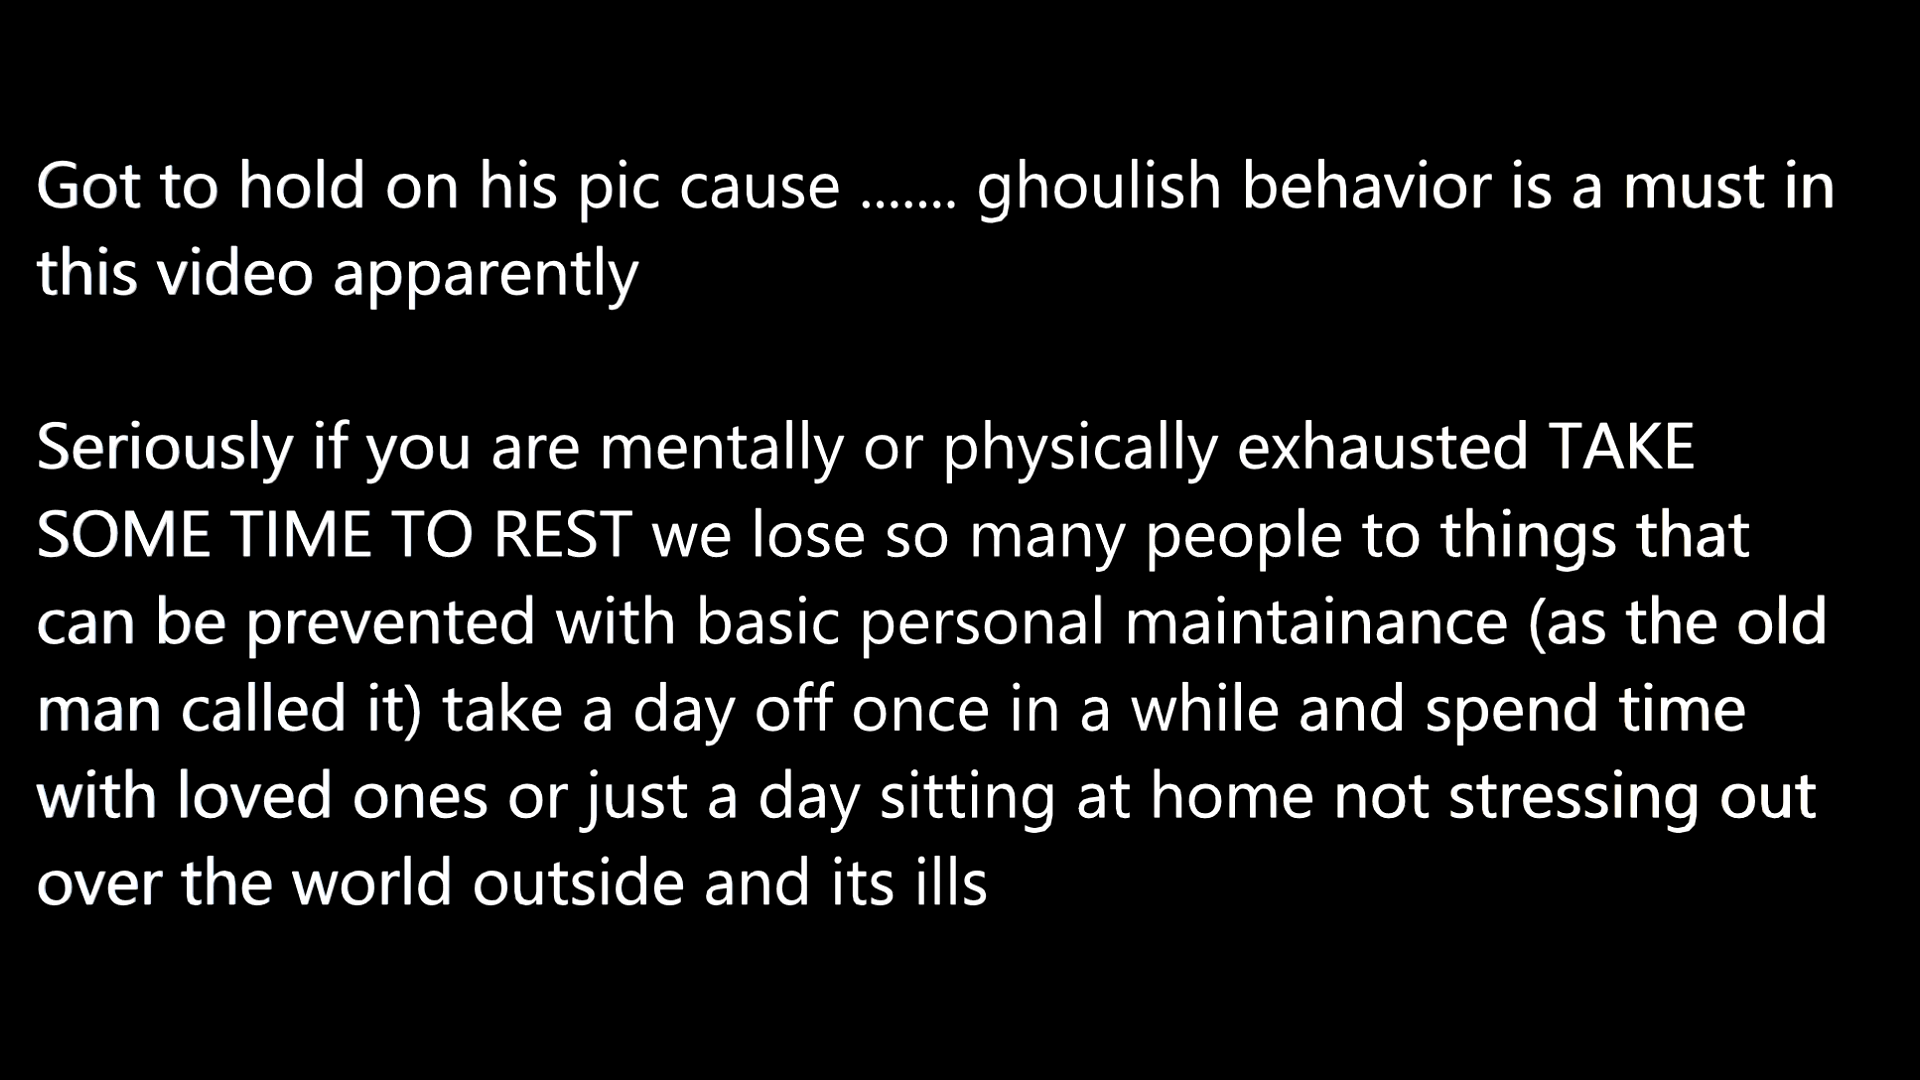 Got to hold on his pic cause ....... ghoulish behavior is a must in
this video apparently
Seriously if you are mentally or physically exhausted TAKE
SOME TIME TO REST we lose so many people to things that
can be prevented with basic personal maintainance (as the old
man called it) take a day off once in a while and spend time
with loved ones or just a day sitting at home not stressing out
over the world outside and its ills